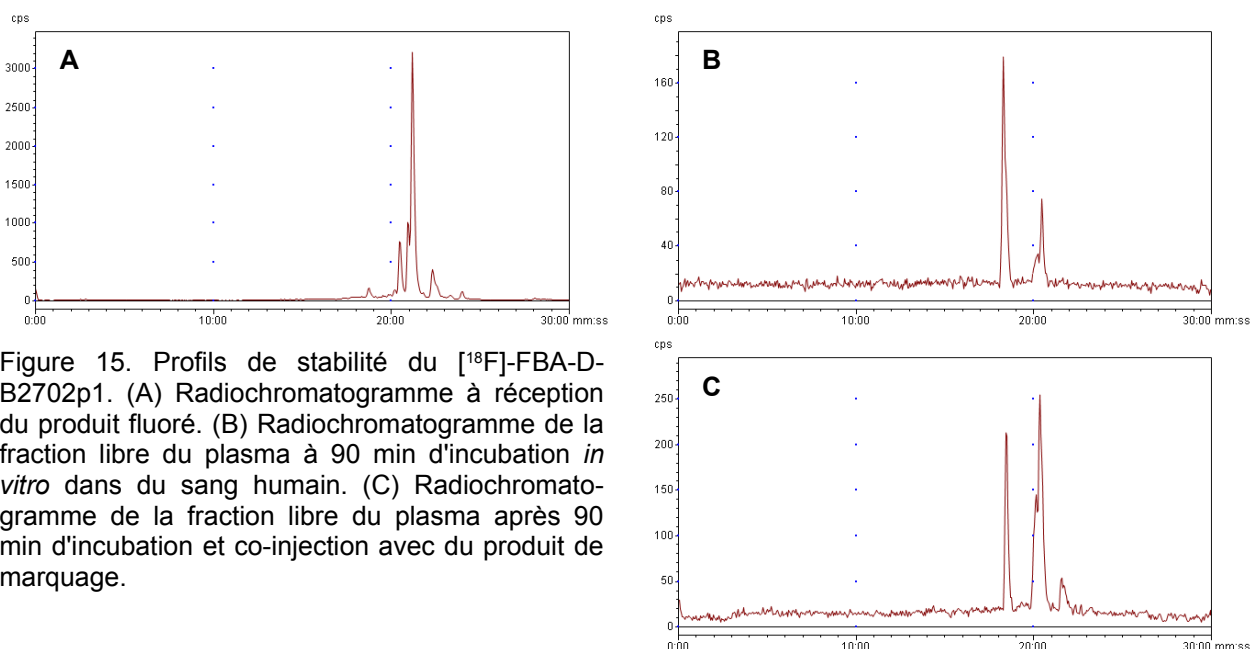 cps
A
3000
2500
2000
1500
1000
500
0
0:00 10:00 20:00 30:00 mm:ss
cps
B
160
120
80
40
0
0:00 10:00 20:00 30:00 mm:ss
Figure 15. Profils de stabilité du [¹⁸F]-FBA-D-
B2702p1. (A) Radiochromatogramme à réception
du produit fluoré. (B) Radiochromatogramme de la
fraction libre du plasma à 90 min d'incubation in
vitro dans du sang humain. (C) Radiochromato-
gramme de la fraction libre du plasma après 90
min d'incubation et co-injection avec du produit de
marquage.
cps
C
250
200
150
100
50
0
0:00 10:00 20:00 30:00 mm:ss